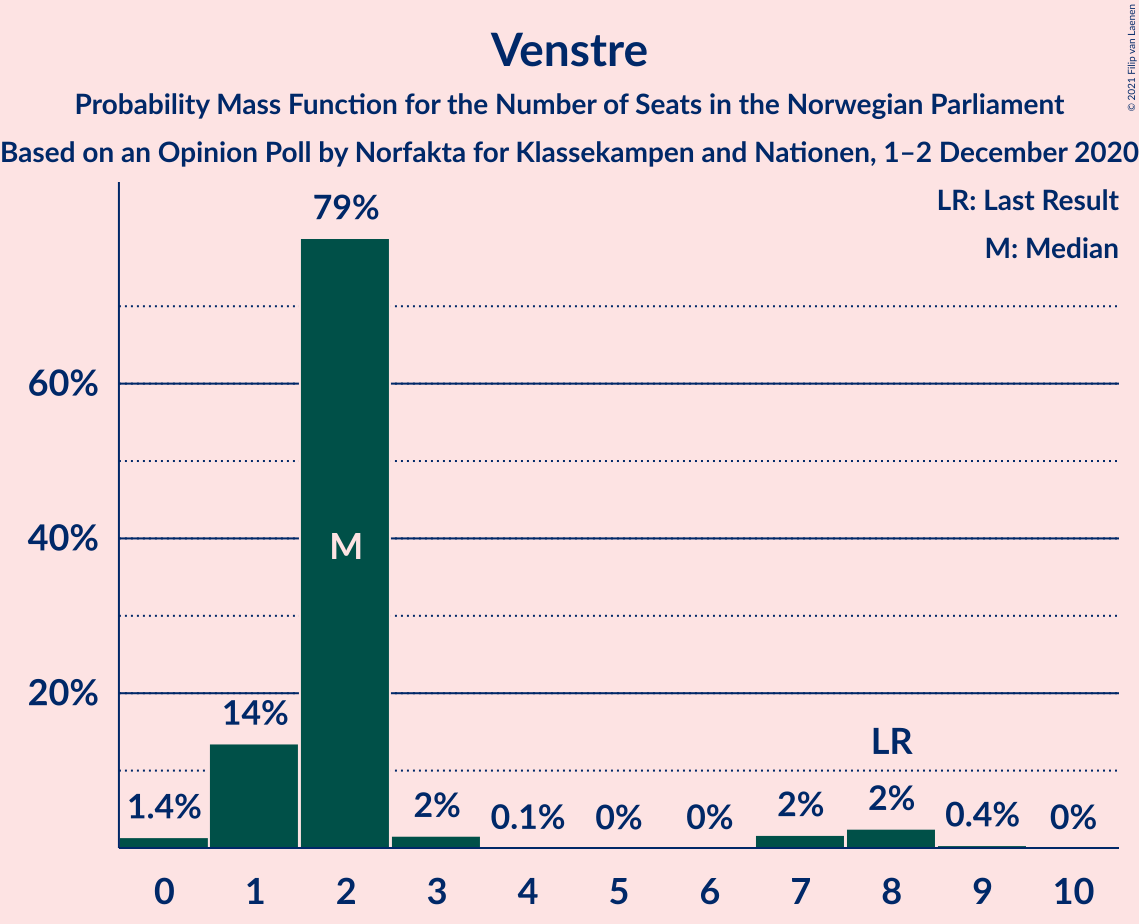 Venstre
Probability Mass Function for the Number of Seats in the Norwegian Parliament
Based on an Opinion Poll by Norfakta for Klassekampen and Nationen, 1–2 December 2020
© 2021 Filip van Laenen
LR: Last Result
M: Median
60%
40%
20%
1.4%
14%
79%
M
2%
0.1%
0%
0%
2%
LR
2%
0.4%
0%
0 1 2 3 4 5 6 7 8 9 10